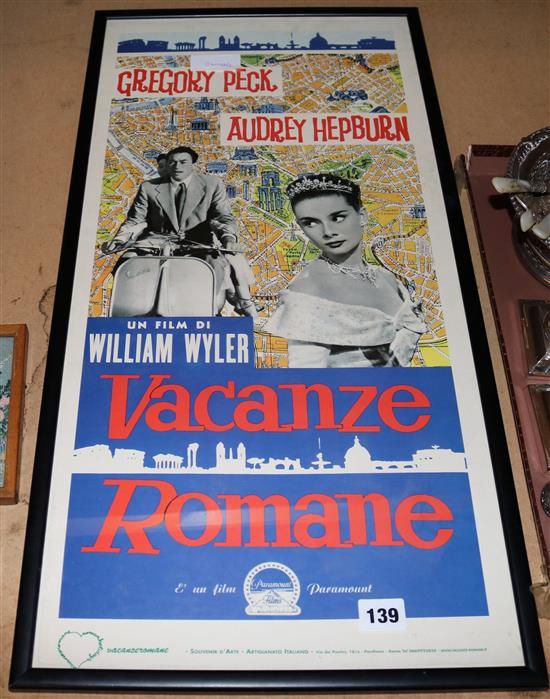 GREGORY PECK
AUDREY HEPBURN
UN FILM DI
WILLIAM WYLER
Vacanze
Romane
E' un film
Paramount
Films
Paramount
139
vacanzeromane
- SOUVENIR D'ARTE - ARTIGIANATO ITALIANO -